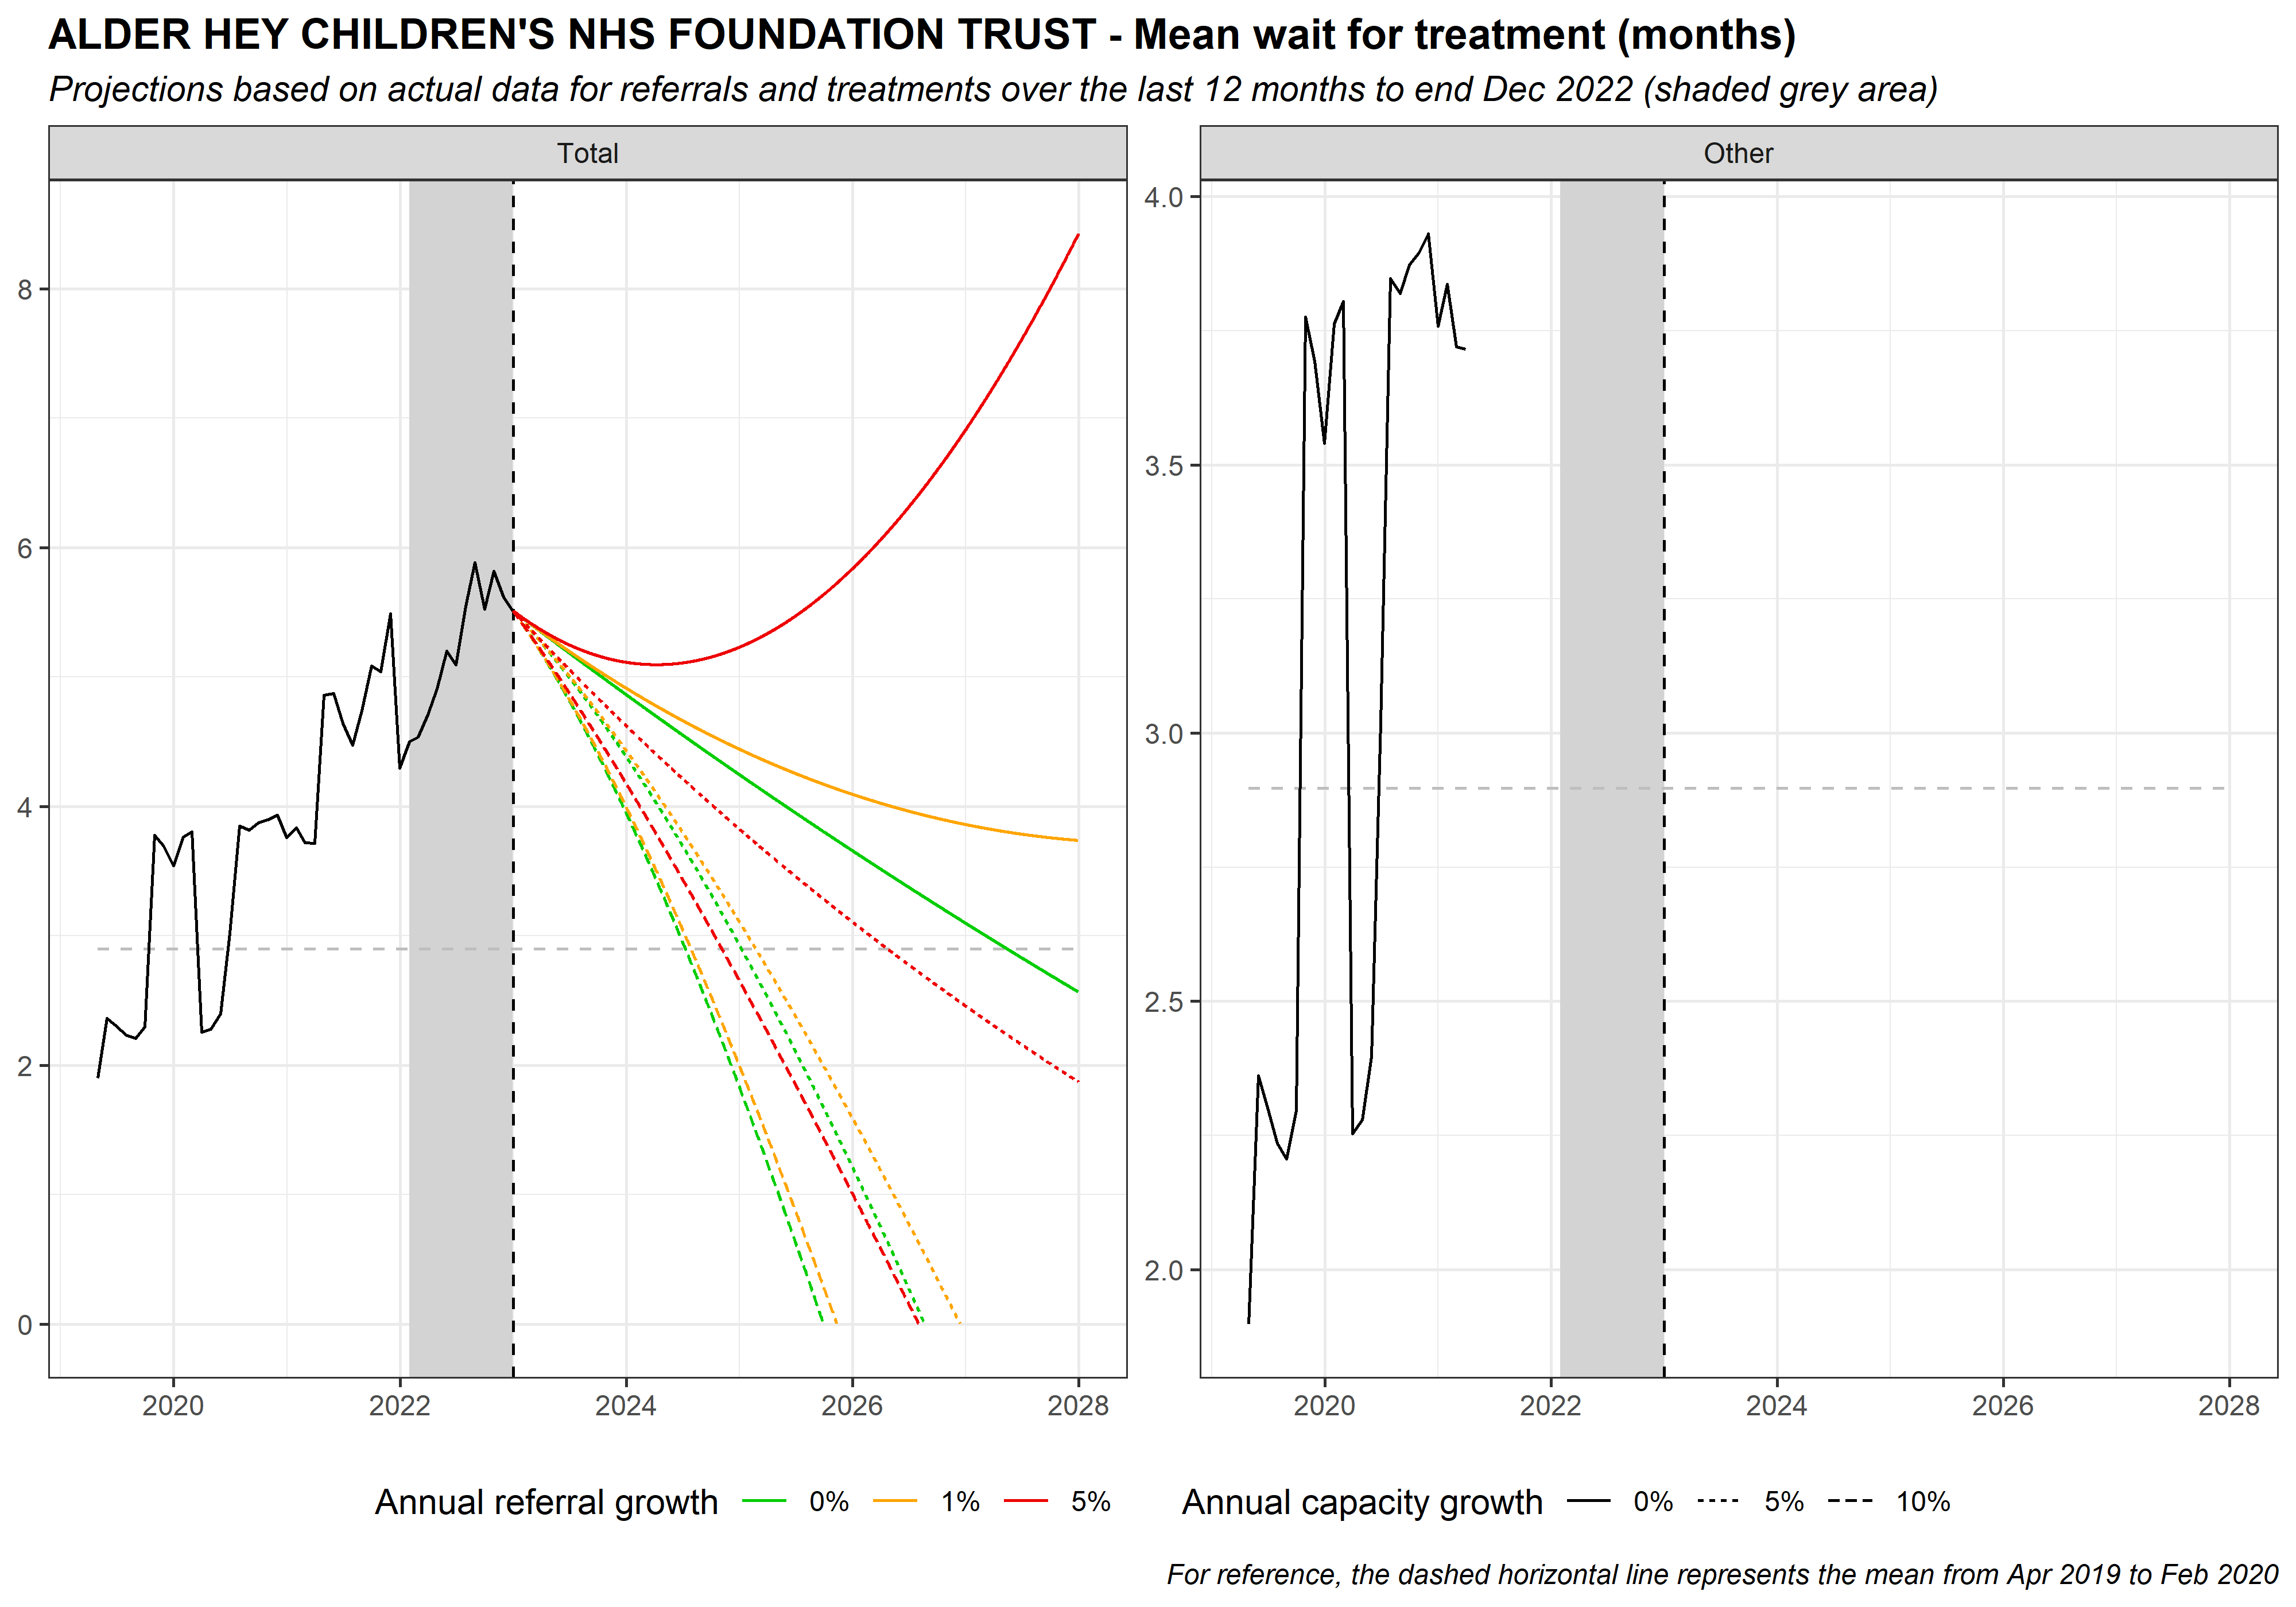 ALDER HEY CHILDREN'S NHS FOUNDATION TRUST - Mean wait for treatment (months)
Projections based on actual data for referrals and treatments over the last 12 months to end Dec 2022 (shaded grey area)
Total
8
6
4
2
0
2020 2022 2024 2026 2028
Other
4.0
3.5
3.0
2.5
2.0
2020 2022 2024 2026 2028
Annual referral growth 0% 1% 5%
Annual capacity growth 0% 5% 10%
For reference, the dashed horizontal line represents the mean from Apr 2019 to Feb 2020